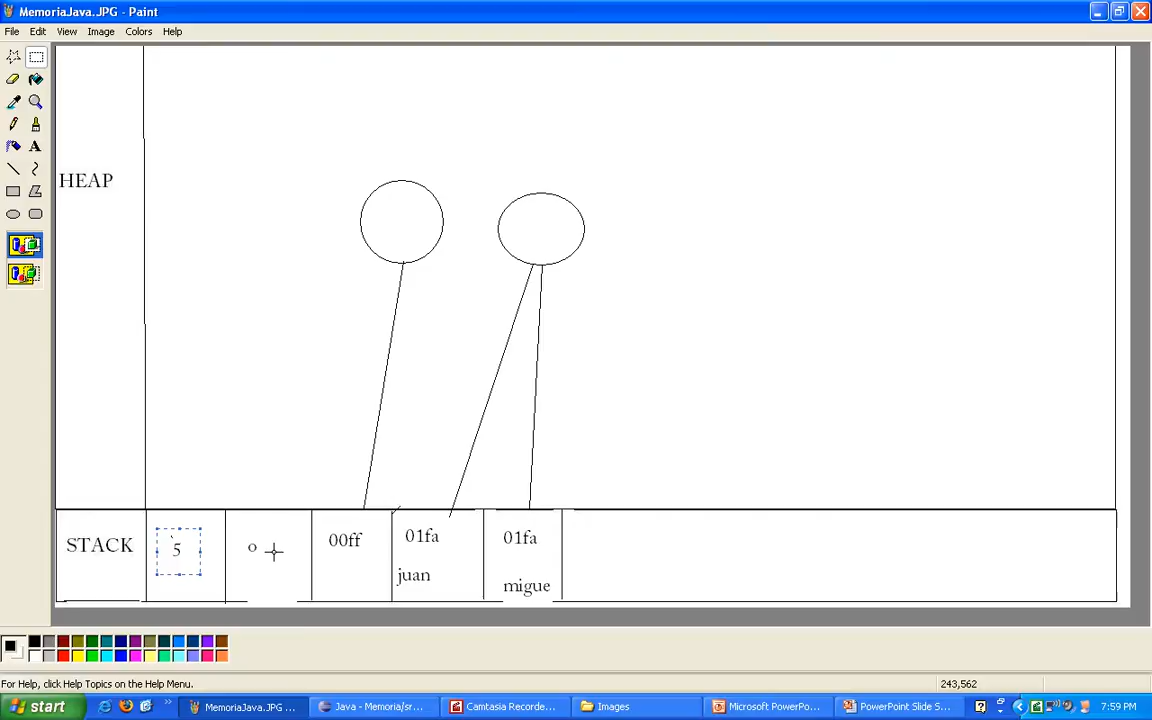 MemoriaJava.JPG - Paint
File Edit View Image Colors Help
HEAP
STACK
5
0
00ff
01fa
juan
01fa
migue
For Help, click Help Topics on the Help Menu.
243,562
start
MemoriaJava.JPG ...
Java - Memoria/sr...
Camtasia Recorde...
Images
Microsoft PowerPo...
PowerPoint Slide S...
7:59 PM